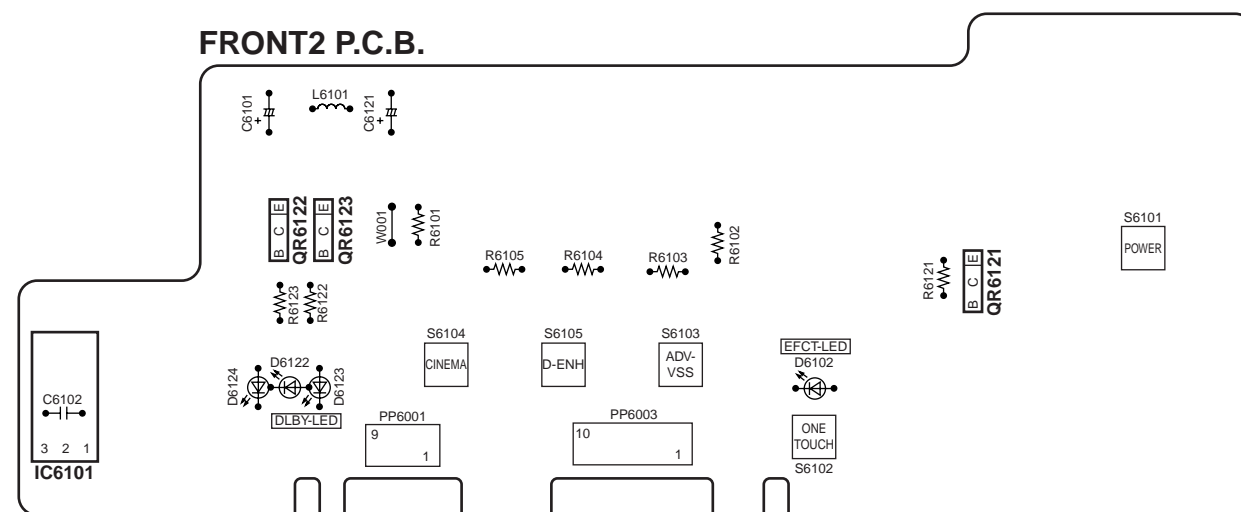 FRONT2 P.C.B.
C6101
+
L6101
C6121
+
B C E
QR6122
B C E
QR6123
W001
R6101
R6102
S6101
POWER
R6105
R6104
R6103
R6121
B C E
QR6121
R6123
R6122
S6104
CINEMA
S6105
D-ENH
S6103
ADV-
VSS
EFCT-LED
D6102
D6124
D6122
D6123
DLBY-LED
C6102
3 2 1
IC6101
PP6001
9
1
PP6003
10
1
ONE
TOUCH
S6102